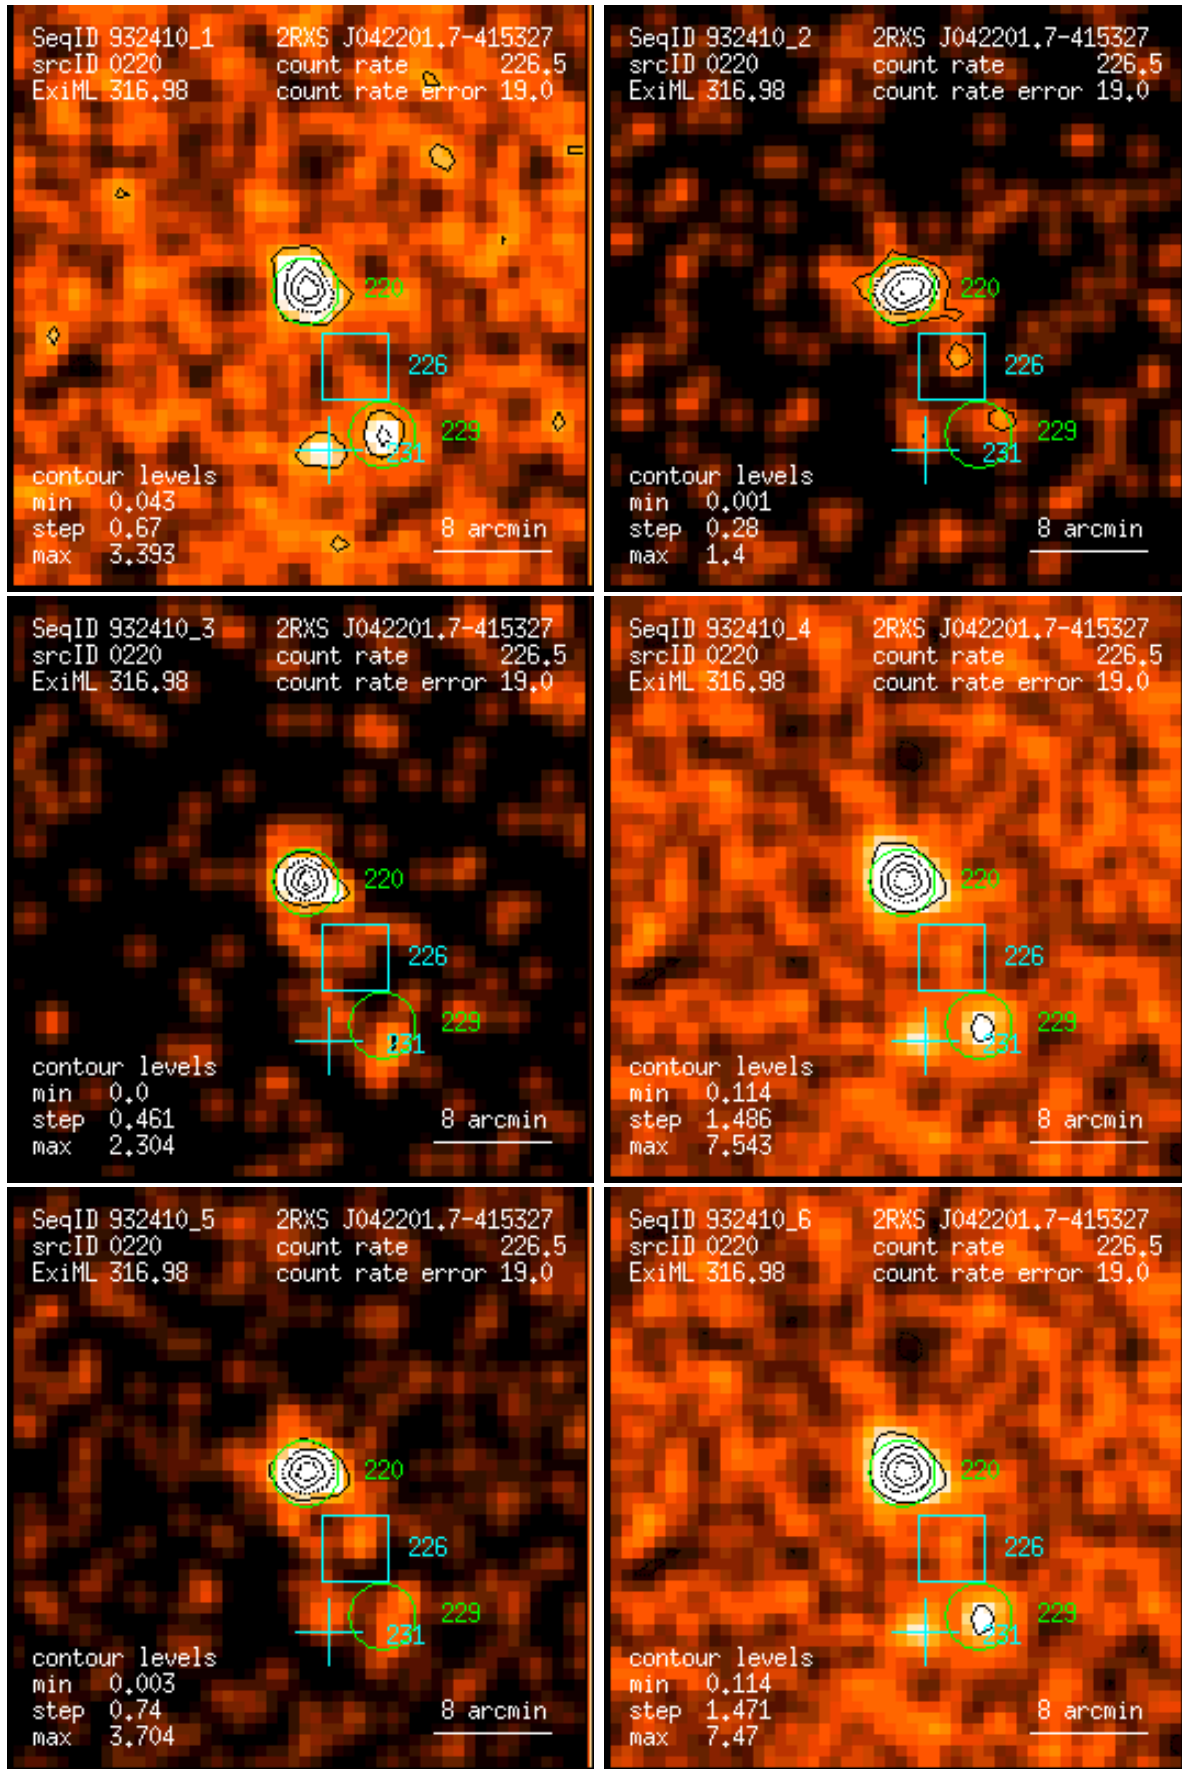 SeqID 932410_1 2RXS J042201.7-415327
srcID 0220 count rate 226.5
ExiML 316.98 count rate error 19.0
220
226
229
231
contour levels
min 0.043
step 0.67 8 arcmin
max 3.393
SeqID 932410_2 2RXS J042201.7-415327
srcID 0220 count rate 226.5
ExiML 316.98 count rate error 19.0
220
226
229
231
contour levels
min 0.001
step 0.28 8 arcmin
max 1.4
SeqID 932410_3 2RXS J042201.7-415327
srcID 0220 count rate 226.5
ExiML 316.98 count rate error 19.0
220
226
229
231
contour levels
min 0.0
step 0.461 8 arcmin
max 2.304
SeqID 932410_4 2RXS J042201.7-415327
srcID 0220 count rate 226.5
ExiML 316.98 count rate error 19.0
220
226
229
231
contour levels
min 0.114
step 1.486 8 arcmin
max 7.543
SeqID 932410_5 2RXS J042201.7-415327
srcID 0220 count rate 226.5
ExiML 316.98 count rate error 19.0
220
226
229
231
contour levels
min 0.003
step 0.74 8 arcmin
max 3.704
SeqID 932410_6 2RXS J042201.7-415327
srcID 0220 count rate 226.5
ExiML 316.98 count rate error 19.0
220
226
229
231
contour levels
min 0.114
step 1.471 8 arcmin
max 7.47